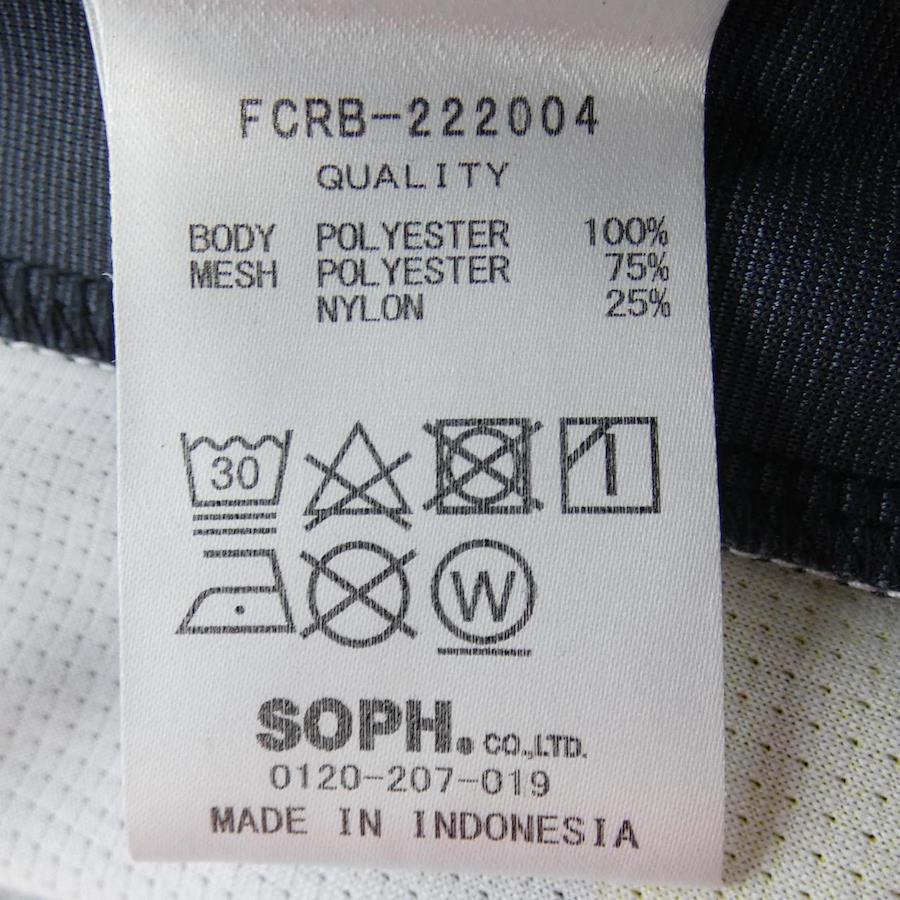 FCRB-222004
QUALITY
BODY POLYESTER 100%
MESH POLYESTER 75%
NYLON 25%
30
W
SOPH. CO.,LTD.
0120-207-019
MADE IN INDONESIA